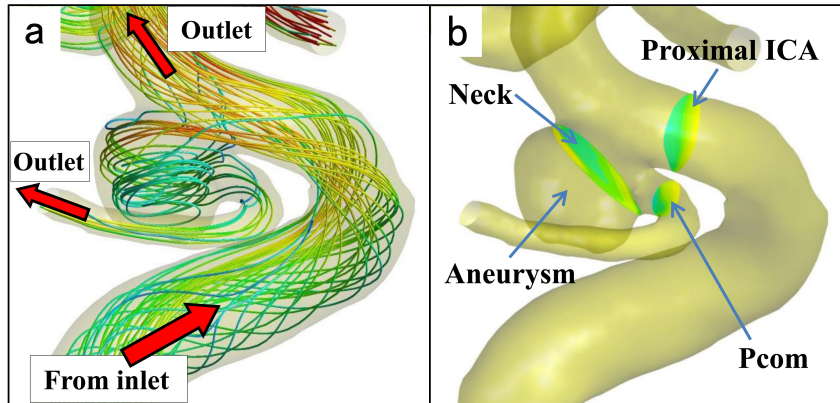 a
Outlet
Outlet
From inlet
b
Proximal ICA
Neck
Aneurysm
Pcom